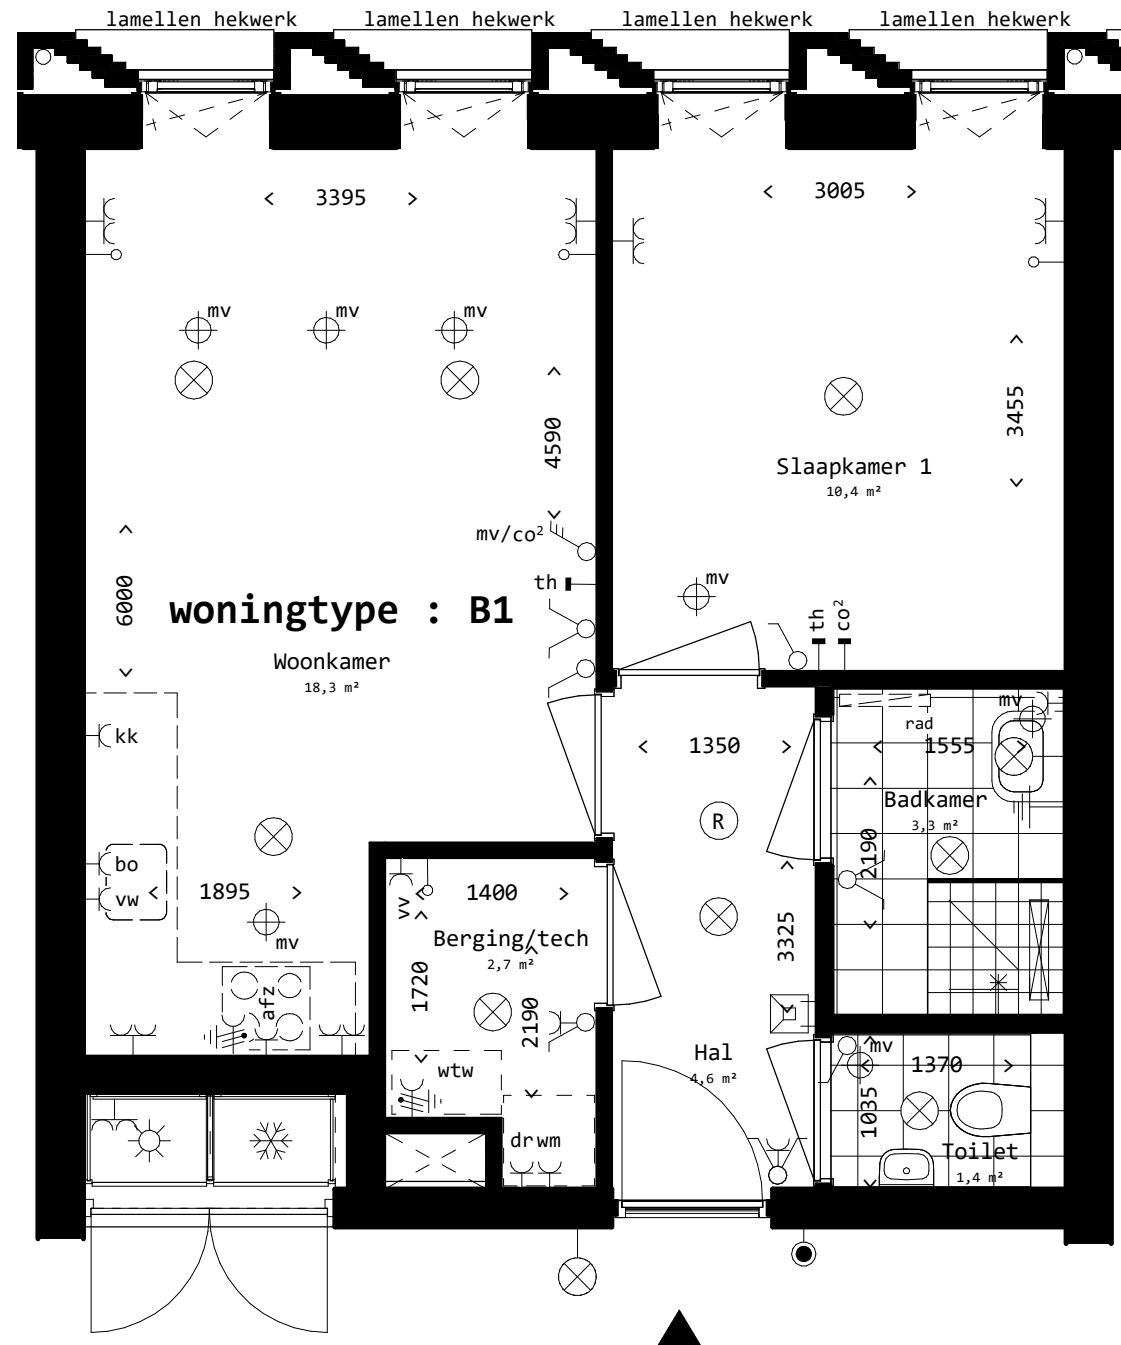 lamellen hekwerk lamellen hekwerk lamellen hekwerk lamellen hekwerk
3395
3005
mv
mv
mv
4590
3455
Slaapkamer 1
10,4 m²
mv/co²
th
6000
woningtype : B1
mv
th
co²
Woonkamer
18,3 m²
kk
1350
mv
rad
1555
Badkamer
3,3 m²
R
2190
bo
vw
1895
mv
vv
1400
Berging/tech
2,7 m²
1720
2190
3325
afz
wtw
Hal
4,6 m²
mv
1370
1035
drwm
Toilet
1,4 m²